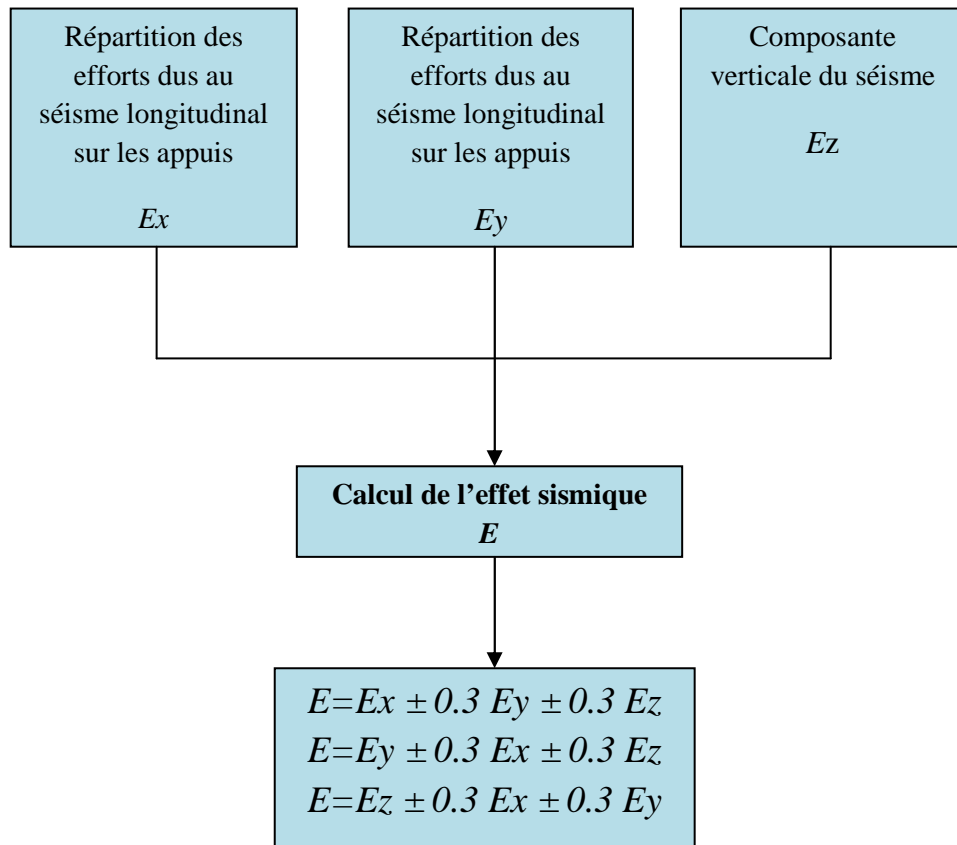 Répartition des
efforts dus au
séisme longitudinal
sur les appuis
Ex
Répartition des
efforts dus au
séisme longitudinal
sur les appuis
Ey
Composante
verticale du séisme
Ez
Calcul de l’effet sismique
E
E=Ex ± 0.3 Ey ± 0.3 Ez
E=Ey ± 0.3 Ex ± 0.3 Ez
E=Ez ± 0.3 Ex ± 0.3 Ey